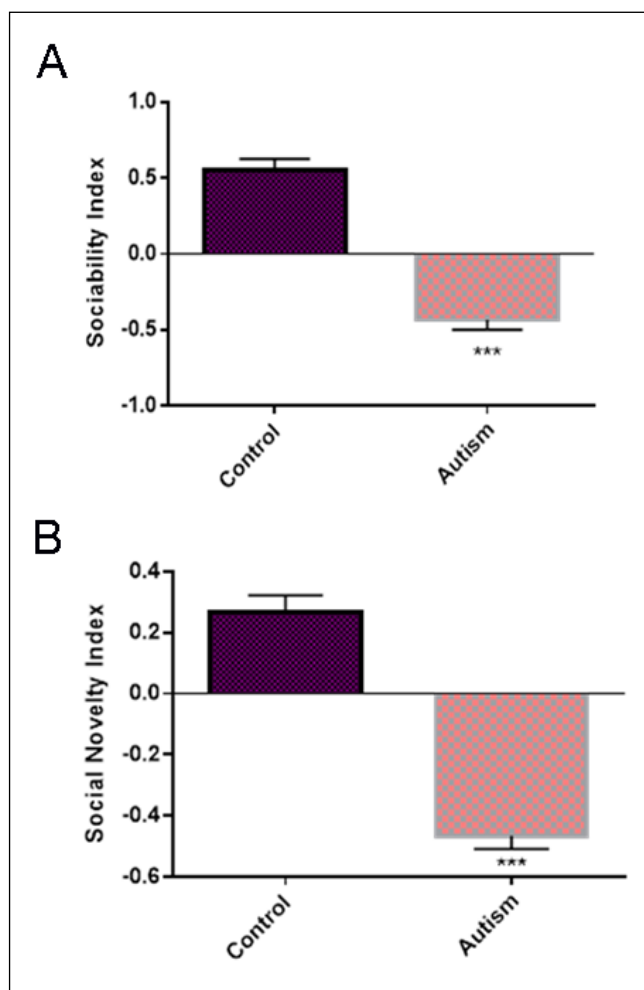 A
Sociability Index
1.0
0.5
0.0
-0.5
-1.0
***
Control
Autism
B
Social Novelty Index
0.4
0.2
0.0
-0.2
-0.4
-0.6
***
Control
Autism